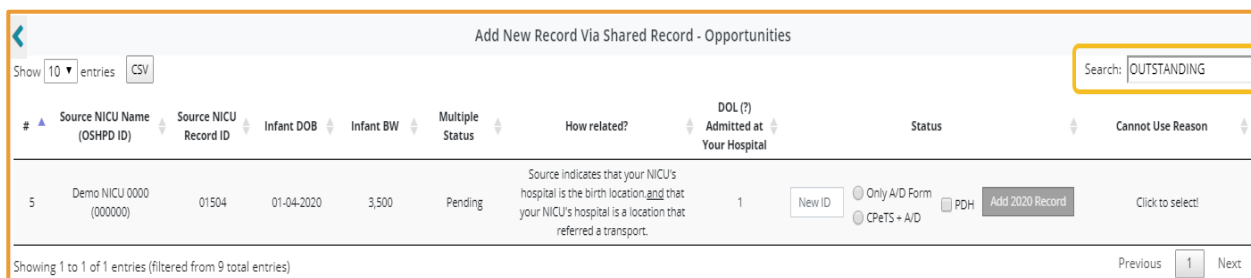 Add New Record Via Shared Record - Opportunities
Show 10 entries CSV
Search: OUTSTANDING
# Source NICU Name (OSHPD ID) Source NICU Record ID Infant DOB Infant BW Multiple Status How related? DOL (?) Admitted at Your Hospital Status Cannot Use Reason
5 Demo NICU 0000 (000000) 01504 01-04-2020 3,500 Pending
Source indicates that your NICU's
hospital is the birth location.and that
your NICU's hospital is a location that
referred a transport.
1 New ID Only A/D Form CPeTS + A/D PDH Add 2020 Record Click to select!
Showing 1 to 1 of 1 entries (filtered from 9 total entries)
Previous 1 Next